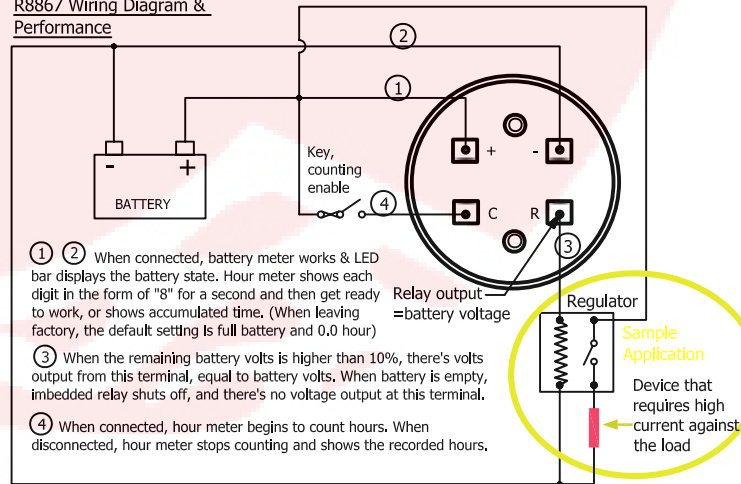 R8867 Wiring Diagram &
Performance
2
1
- +
BATTERY
Key,
counting
enable
4
+ -
C R
3
Relay output
=battery voltage
Regulator
Sample
Application
Device that
requires high
current against
the load
1 2 When connected, battery meter works & LED
bar displays the battery state. Hour meter shows each
digit in the form of "8" for a second and then get ready
to work, or shows accumulated time. (When leaving
factory, the default setting is full battery and 0.0 hour)
3 When the remaining battery volts is higher than 10%, there's volts
output from this terminal, equal to battery volts. When battery is empty,
imbedded relay shuts off, and there's no voltage output at this terminal.
4 When connected, hour meter begins to count hours. When
disconnected, hour meter stops counting and shows the recorded hours.